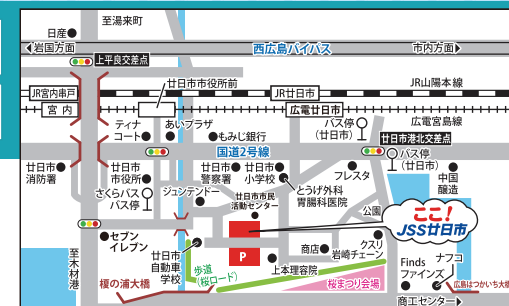 至湯来町
日産
岩国方面
上平良交差点
西広島バイパス
市内方面
廿日市市役所前
JR宮内串戸
JR廿日市
JR山陽本線
宮内
広電廿日市
広電宮島線
ティナ
コート
あいプラザ
もみじ銀行
バス停
(廿日市)
廿日市港北交差点
国道2号線
バス停
(廿日市)
廿日市
消防署
廿日市
市役所
廿日市
警察署
廿日市
小学校
フレスタ
中国
醸造
さくらバス
バス停
ジュンテンドー
とうげ外科
胃腸科医院
廿日市市民
活動センター
公園
ここ!
JSS廿日市
セブン
イレブン
至木材港
廿日市
自動車
学校
P
商店
クスリ
岩崎チェーン
歩道
(桜ロード)
上本理容院
Finds
ファインズ
ナフコ
榎の浦大橋
桜まつり会場
広島はつかいち大橋
商工センター